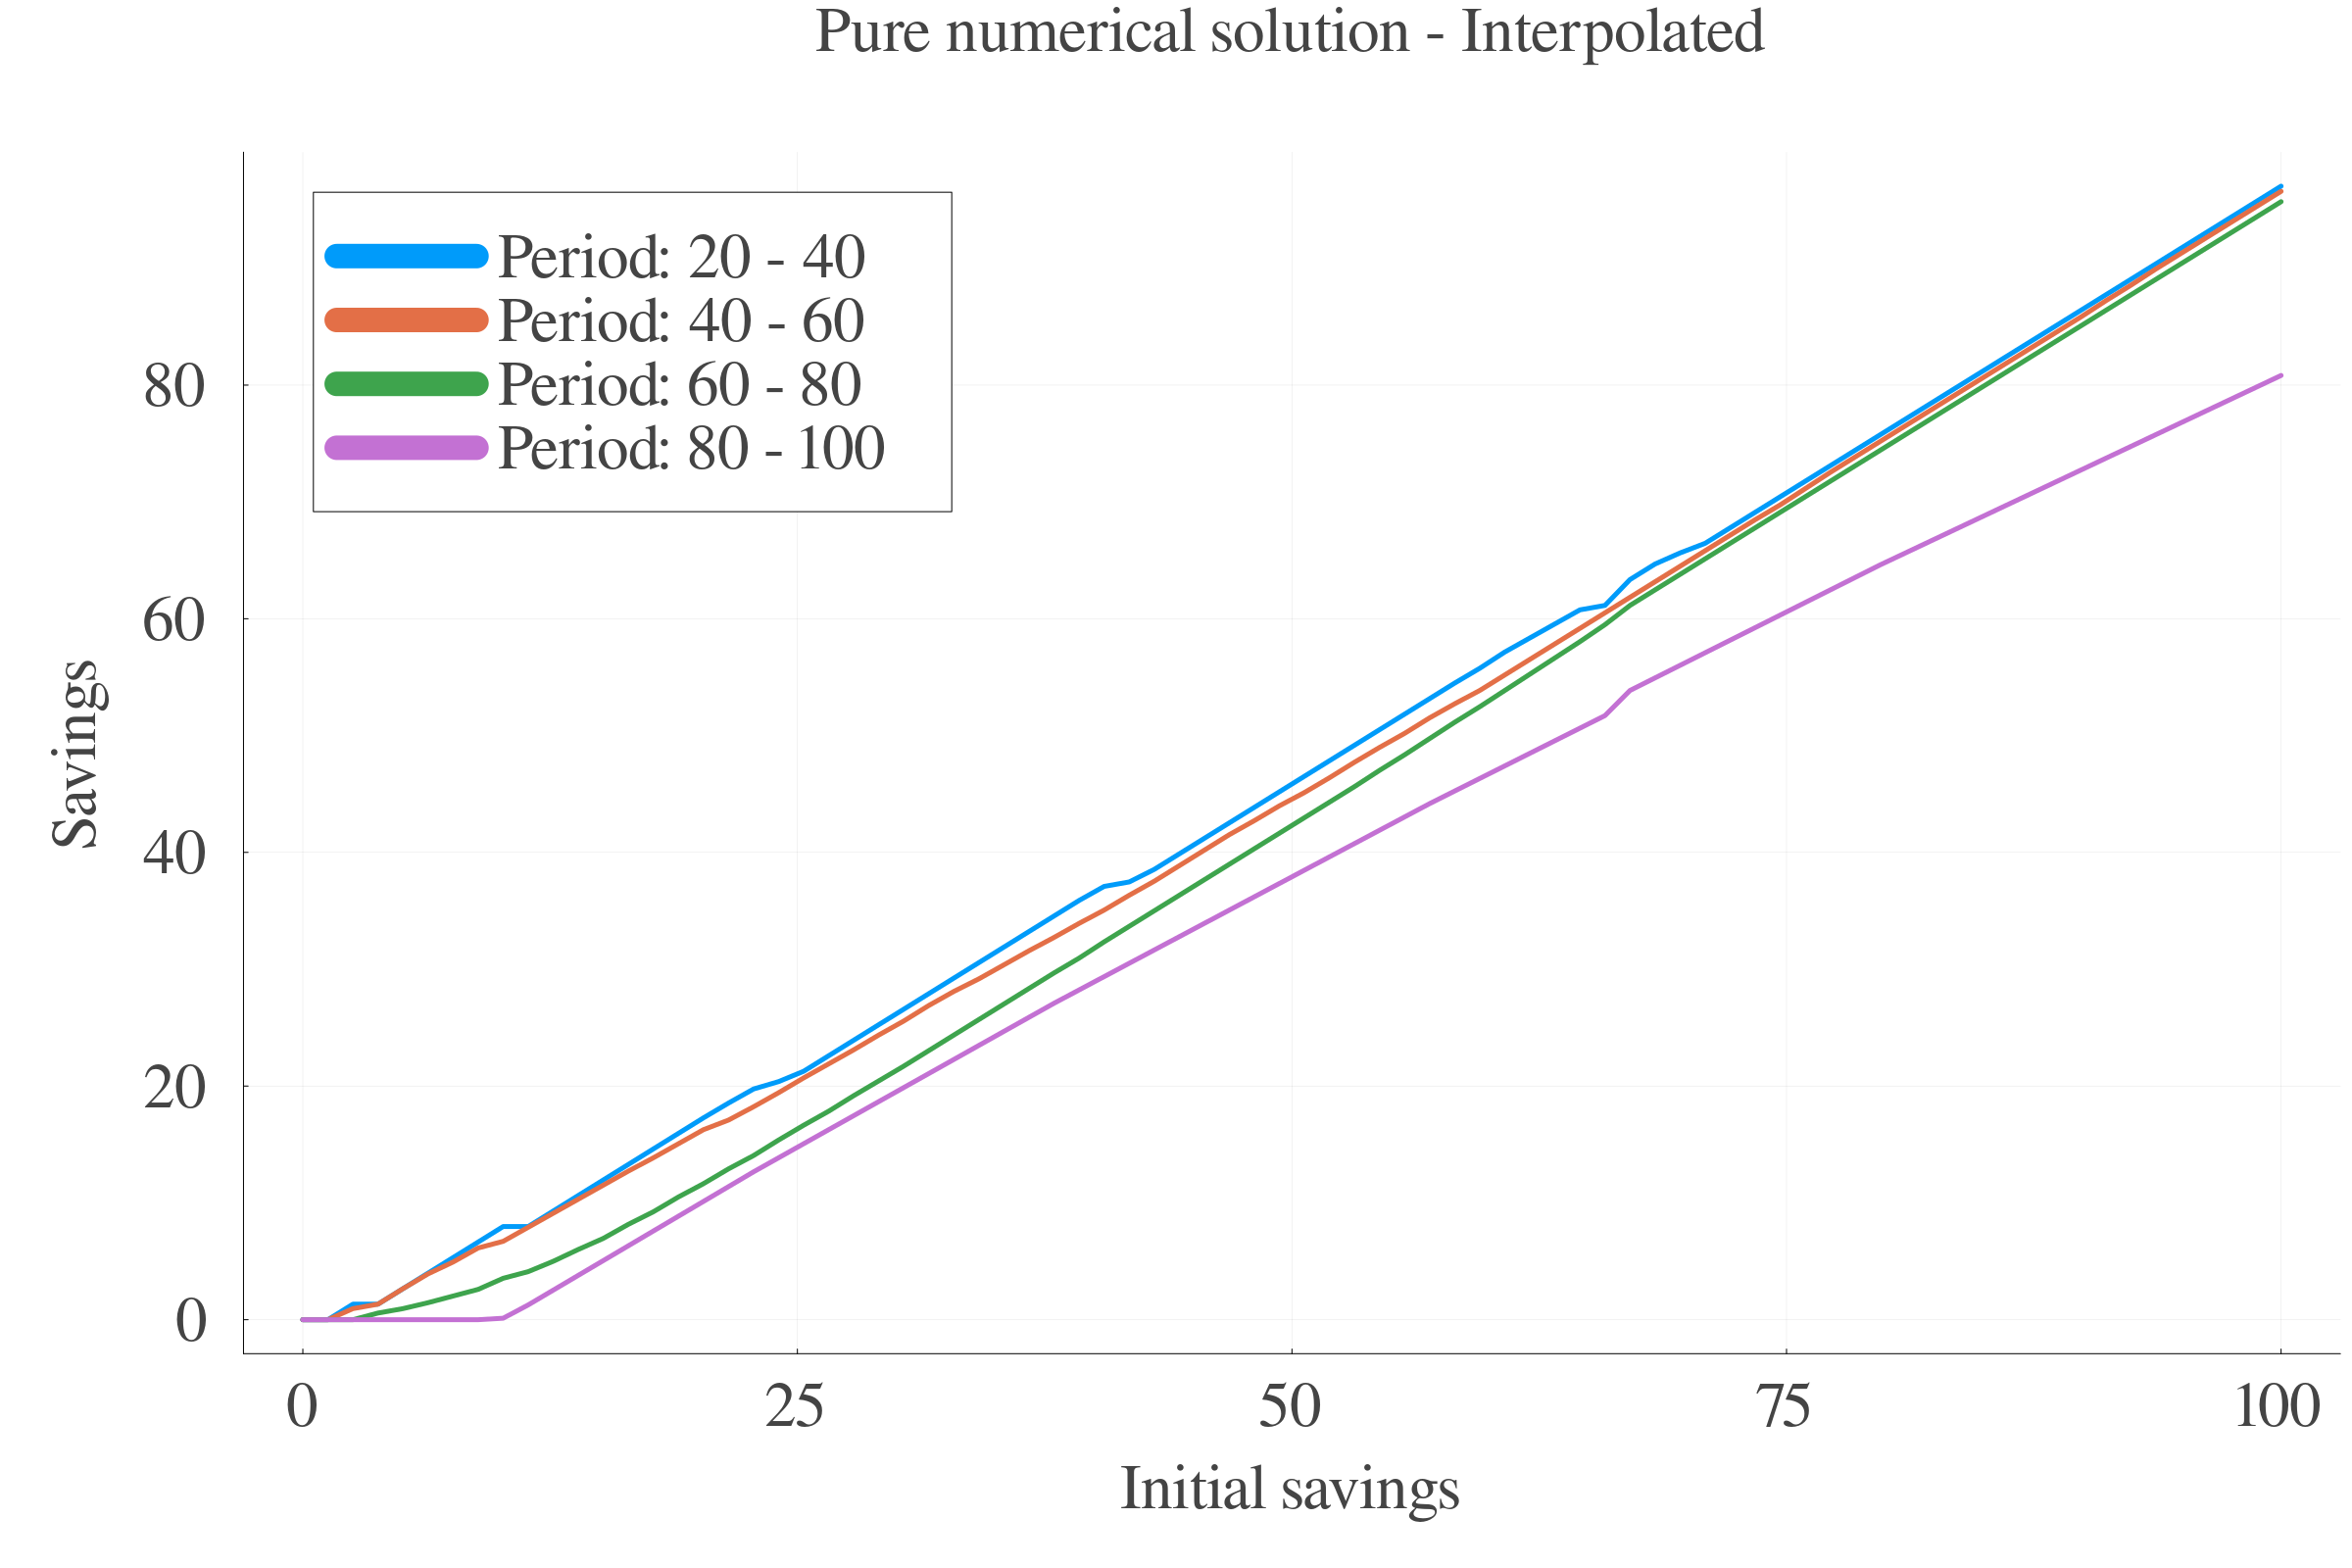 Pure numerical solution - Interpolated
Period: 20 - 40
Period: 40 - 60
Period: 60 - 80
Period: 80 - 100
80
60
40
20
0
Savings
0 25 50 75 100
Initial savings